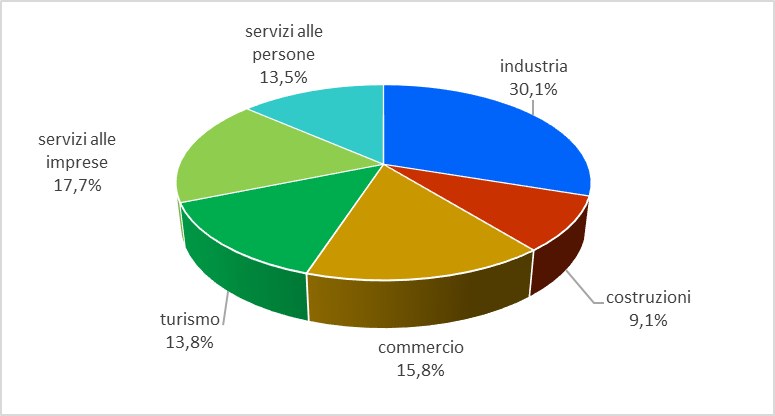 servizi alle
persone
13,5%
industria
30,1%
servizi alle
imprese
17,7%
costruzioni
9,1%
turismo
13,8%
commercio
15,8%